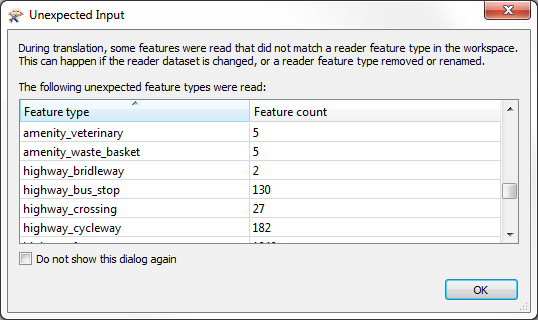 Unexpected Input
During translation, some features were read that did not match a reader feature type in the workspace.
This can happen if the reader dataset is changed, or a reader feature type removed or renamed.
The following unexpected feature types were read:
Feature type Feature count
amenity_veterinary 5
amenity_waste_basket 5
highway_bridleway 2
highway_bus_stop 130
highway_crossing 27
highway_cycleway 182
Do not show this dialog again
OK